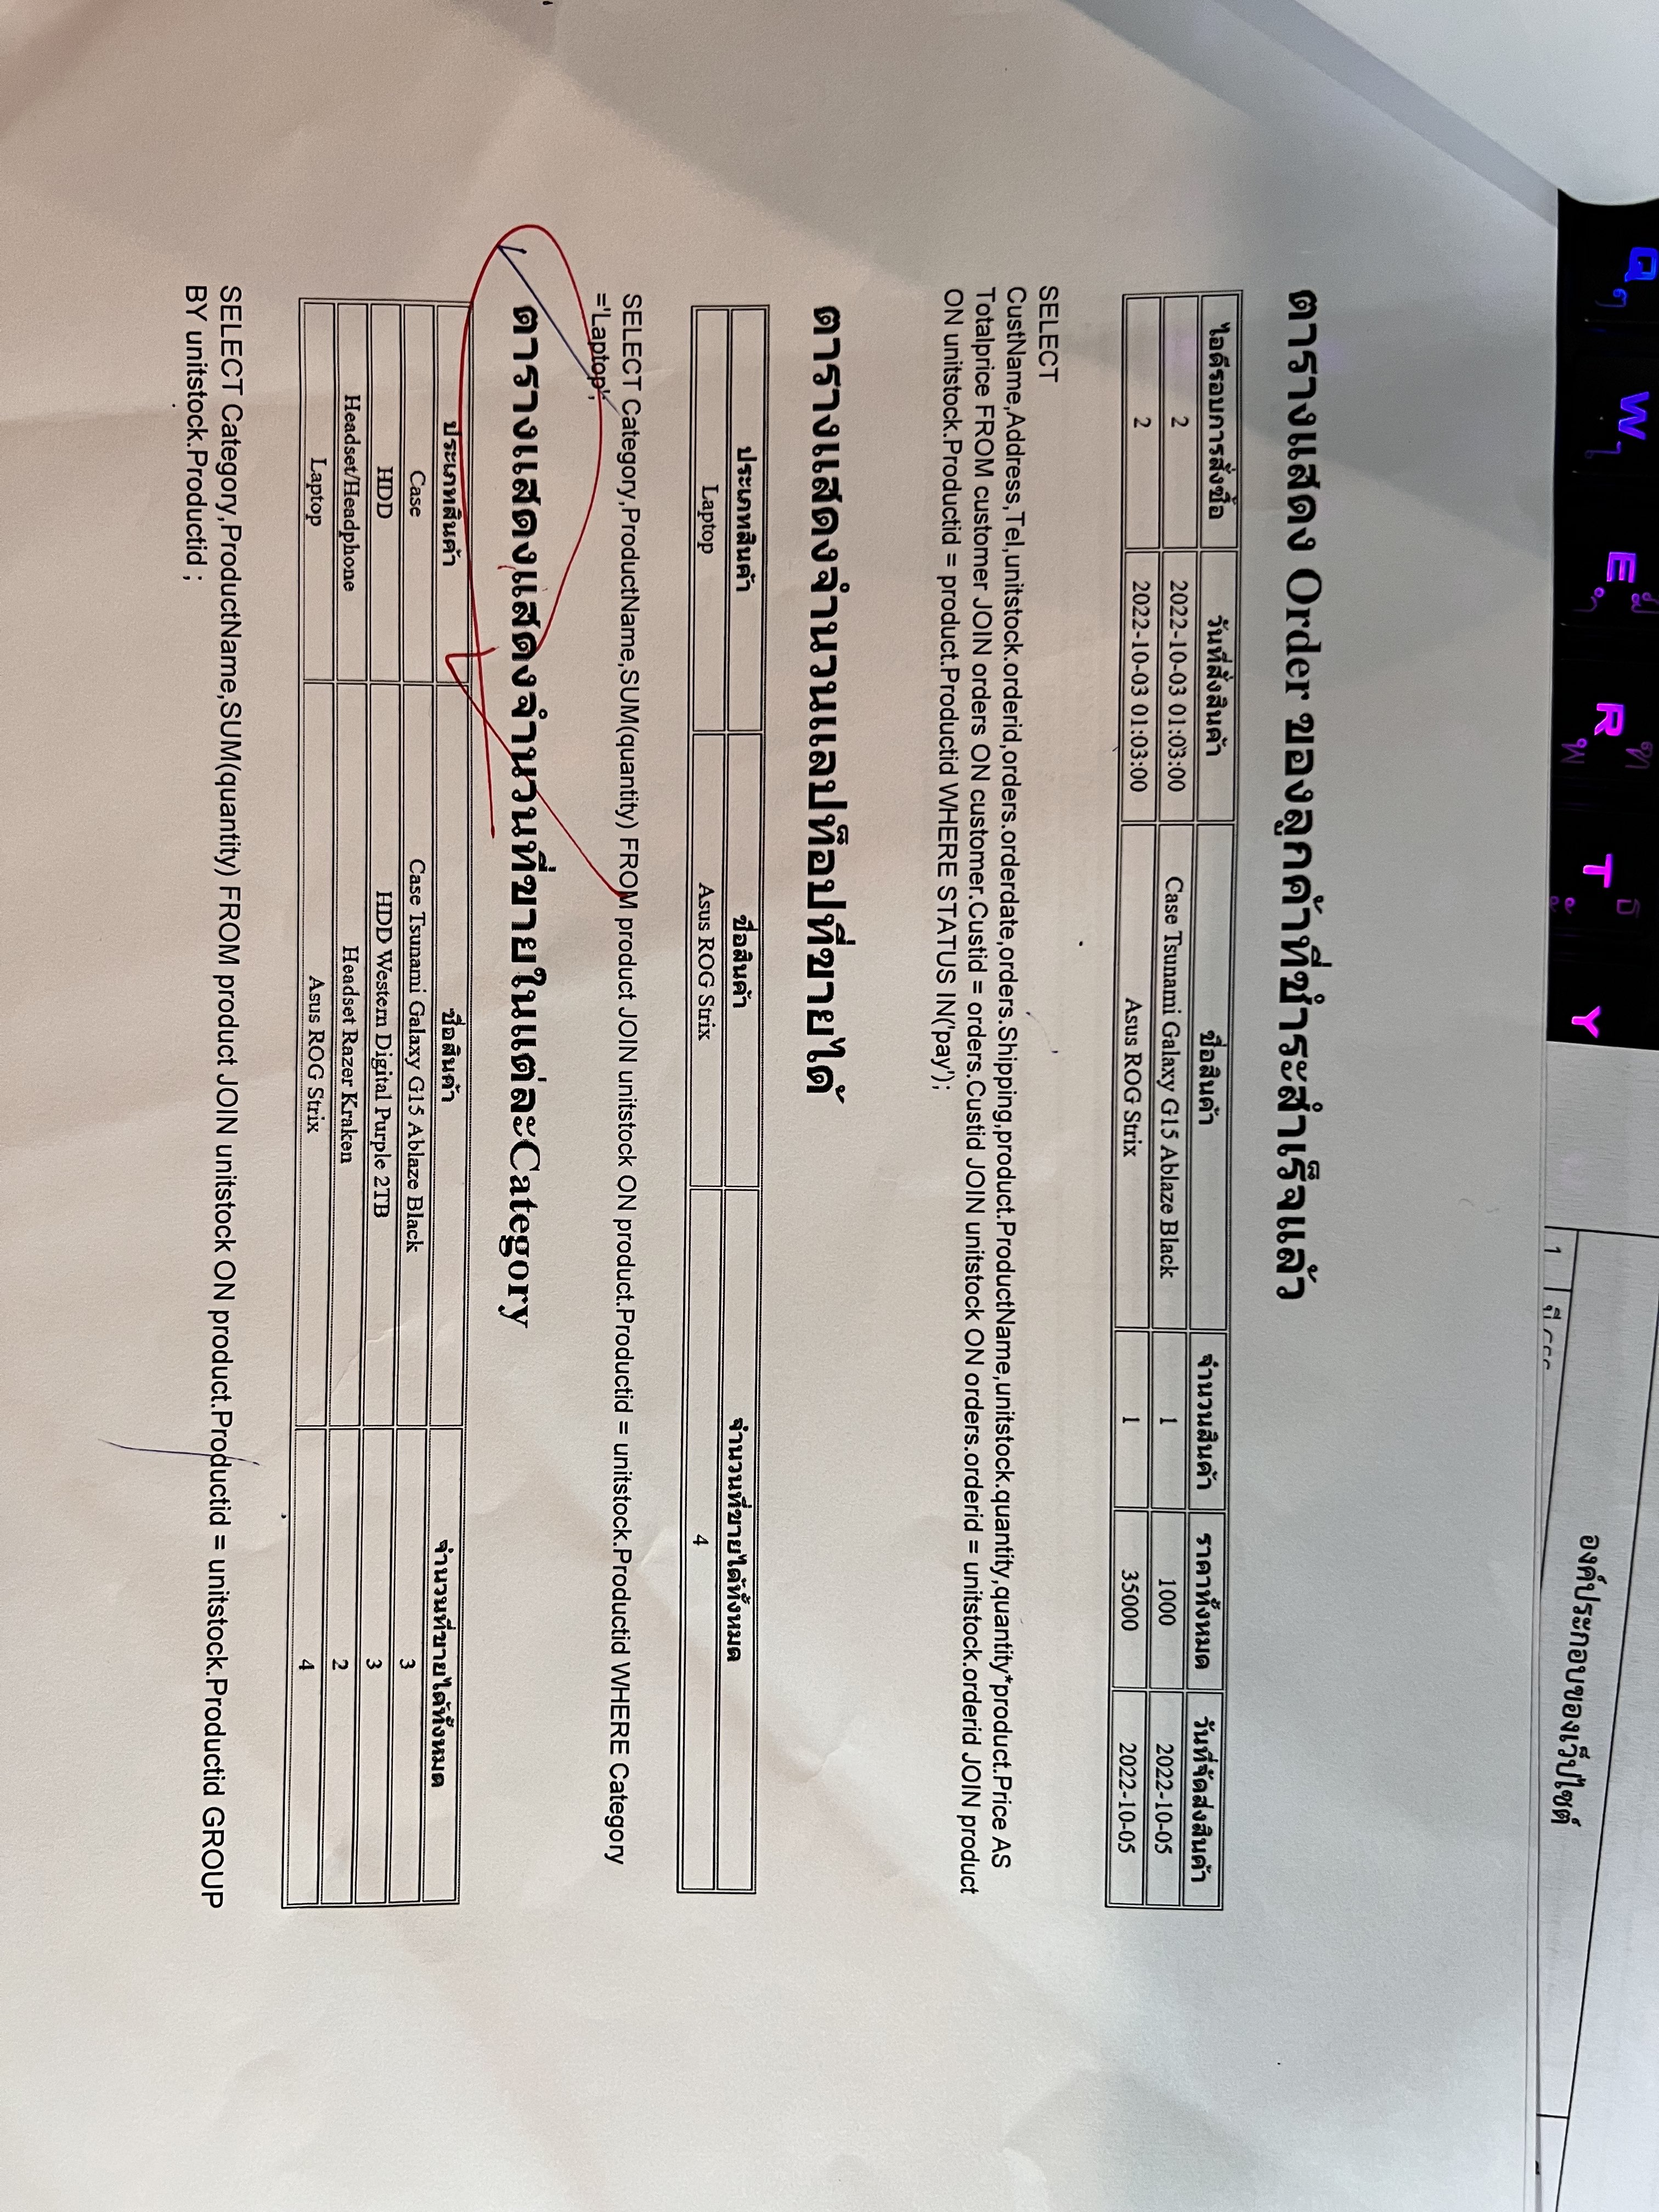 ตารางแสดง Order ของลูกค้าที่ชำระสำเร็จแล้ว
ไอดีรอบการสั่งซื้อ วันที่สั่งสินค้า ชื่อสินค้า จำนวนสินค้า ราคาทั้งหมด วันที่จัดส่งสินค้า
2 2022-10-03 01:03:00 Case Tsunami Galaxy G15 Ablaze Black 1 1000 2022-10-05
2 2022-10-03 01:03:00 Asus ROG Strix 1 35000 2022-10-05
SELECT
CustName,Address,Tel,unitstock.orderid,orders.orderdate,orders.Shipping,product.ProductName,unitstock.quantity,quantity*product.Price AS
Totalprice FROM customer JOIN orders ON customer.Custid = orders.Custid JOIN unitstock ON orders.orderid = unitstock.orderid JOIN product
ON unitstock.Productid = product.Productid WHERE STATUS IN('pay');
ตารางแสดงจำนวนแลปท็อปที่ขายได้
ประเภทสินค้า ชื่อสินค้า จำนวนที่ขายได้ทั้งหมด
Laptop Asus ROG Strix 4
SELECT Category,ProductName,SUM(quantity) FROM product JOIN unitstock ON product.Productid = unitstock.Productid WHERE Category
='Laptop';
ตารางแสดงแสดงจำนวนที่ขายในแต่ละCategory
ประเภทสินค้า ชื่อสินค้า จำนวนที่ขายได้ทั้งหมด
Case Case Tsunami Galaxy G15 Ablaze Black 3
HDD HDD Western Digital Purple 2TB 3
Headset/Headphone Headset Razer Kraken 2
Laptop Asus ROG Strix 4
SELECT Category,ProductName,SUM(quantity) FROM product JOIN unitstock ON product.Productid = unitstock.Productid GROUP
BY unitstock.Productid ;
Q W E R T Y
องค์ประกอบของเว็บไซต์
1